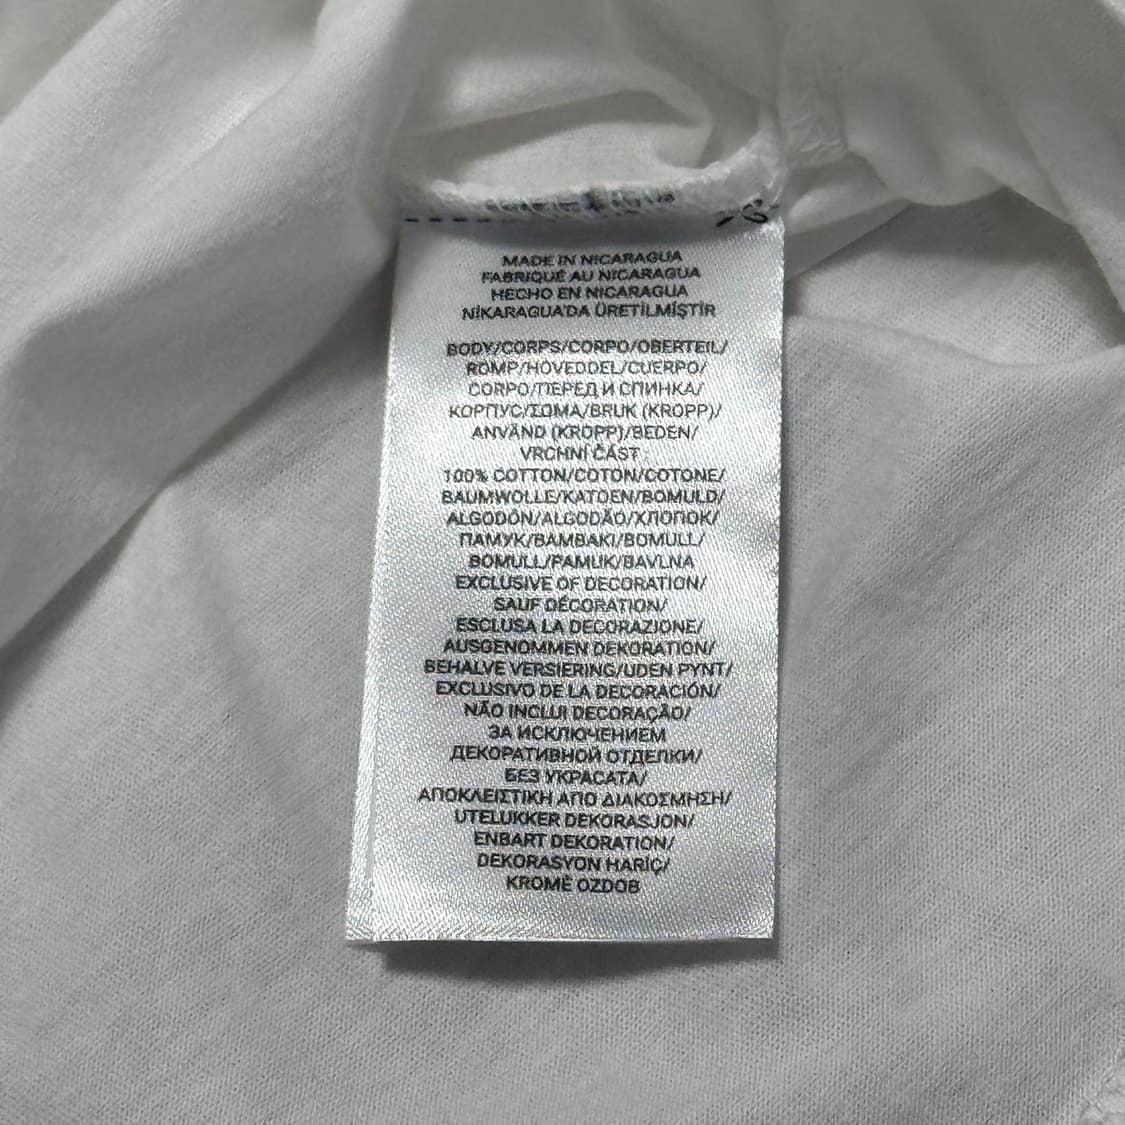 MADE IN NICARAGUA
FABRIQUÉ AU NICARAGUA
HECHO EN NICARAGUA
NİKARAGUA'DA ÜRETİLMİŞTİR
BODY/CORPS/CORPO/OBERTEIL/
ROMP/HOVEDDEL/CUERPO/
CORPO/ПЕРЕД И СПИНКА/
КОРПУС/ΣΩΜΑ/BRUK (KROPP)/
ANVÄND (KROPP)/BEDEN/
VRCHNÍ ČÁST
100% COTTON/COTON/COTONE/
BAUMWOLLE/KATOEN/BOMULD/
ALGODÓN/ALGODÃO/ХЛОПОК/
ПАМУК/ΒΑΜΒΑΚΙ/BOMULL/
BOMULL/PAMUK/BAVLNA
EXCLUSIVE OF DECORATION/
SAUF DÉCORATION/
ESCLUSA LA DECORAZIONE/
AUSGENOMMEN DEKORATION/
BEHALVE VERSIERING/UDEN PYNT/
EXCLUSIVO DE LA DECORACIÓN/
NÃO INCLUI DECORAÇÃO/
ЗА ИСКЛЮЧЕНИЕМ
ДЕКОРАТИВНОЙ ОТДЕЛКИ/
БЕЗ УКРАСАТА/
ΑΠΟΚΛΕΙΣΤΙΚΗ ΑΠΟ ΔΙΑΚΟΣΜΗΣΗ/
UTELUKKER DEKORASJON/
ENBART DEKORATION/
DEKORASYON HARİÇ/
KROMĚ OZDOB